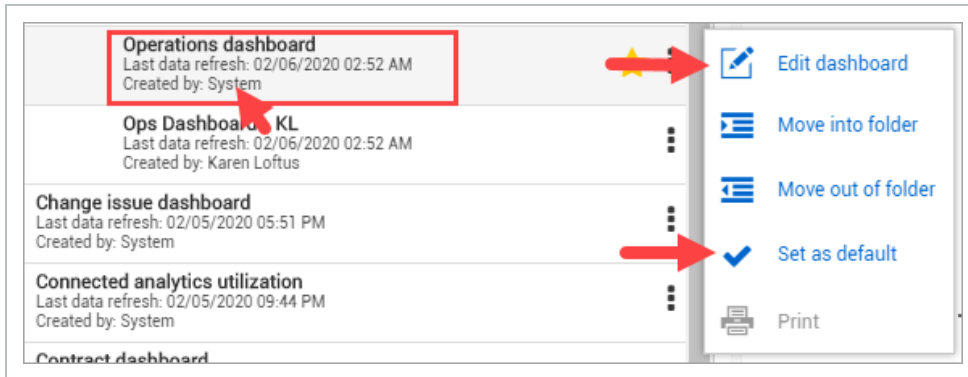 Operations dashboard
Last data refresh: 02/06/2020 02:52 AM
Created by: System
Ops Dashboard KL
Last data refresh: 02/06/2020 02:52 AM
Created by: Karen Loftus
Change issue dashboard
Last data refresh: 02/05/2020 05:51 PM
Created by: System
Connected analytics utilization
Last data refresh: 02/05/2020 09:44 PM
Created by: System
Contract dashboard
Edit dashboard
Move into folder
Move out of folder
Set as default
Print